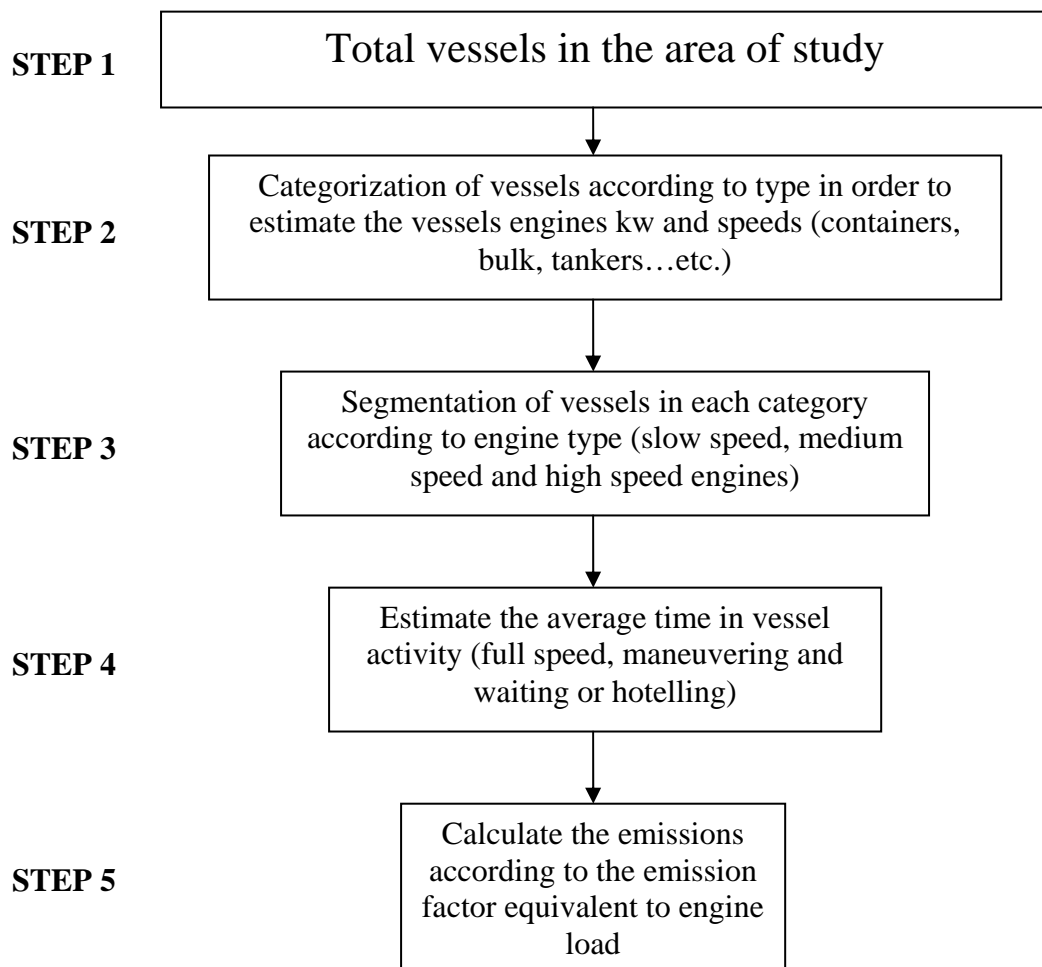 STEP 1
Total vessels in the area of study
STEP 2
Categorization of vessels according to type in order to
estimate the vessels engines kw and speeds (containers,
bulk, tankers…etc.)
STEP 3
Segmentation of vessels in each category
according to engine type (slow speed, medium
speed and high speed engines)
STEP 4
Estimate the average time in vessel
activity (full speed, maneuvering and
waiting or hotelling)
STEP 5
Calculate the emissions
according to the emission
factor equivalent to engine
load